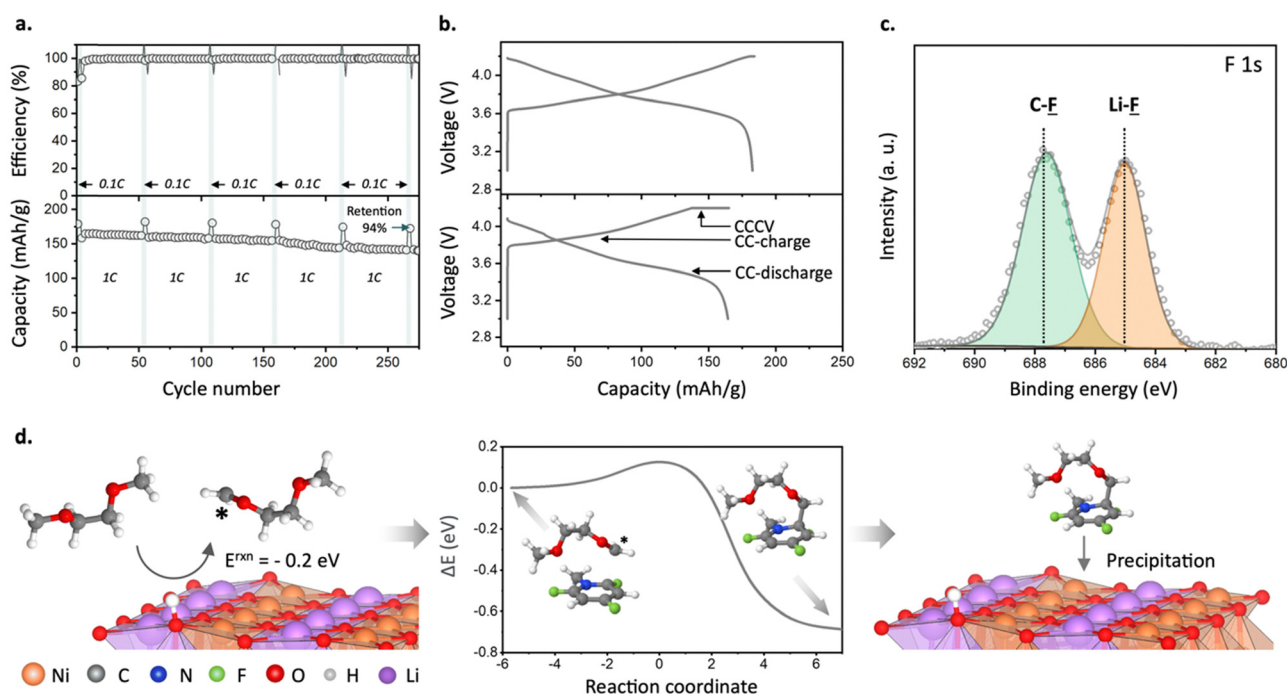 a.
Efficiency (%)
100
80
60
40
20
0
0.1C 0.1C 0.1C 0.1C 0.1C
Capacity (mAh/g)
200
150
100
50
0
Retention
94%
1C 1C 1C 1C 1C
0 50 100 150 200 250
Cycle number
b.
Voltage (V)
4.0
3.6
3.2
2.8
Voltage (V)
4.0
3.6
3.2
2.8
CCCV
CC-charge
CC-discharge
0 50 100 150 200 250
Capacity (mAh/g)
c.
F 1s
C-F
Li-F
Intensity (a. u.)
692 690 688 686 684 682 680
Binding energy (eV)
d.
*
E^rxn = - 0.2 eV
ΔE (eV)
0.2
0.0
-0.2
-0.4
-0.6
-0.8
*
-6 -4 -2 0 2 4 6
Reaction coordinate
Precipitation
Ni C N F O H Li